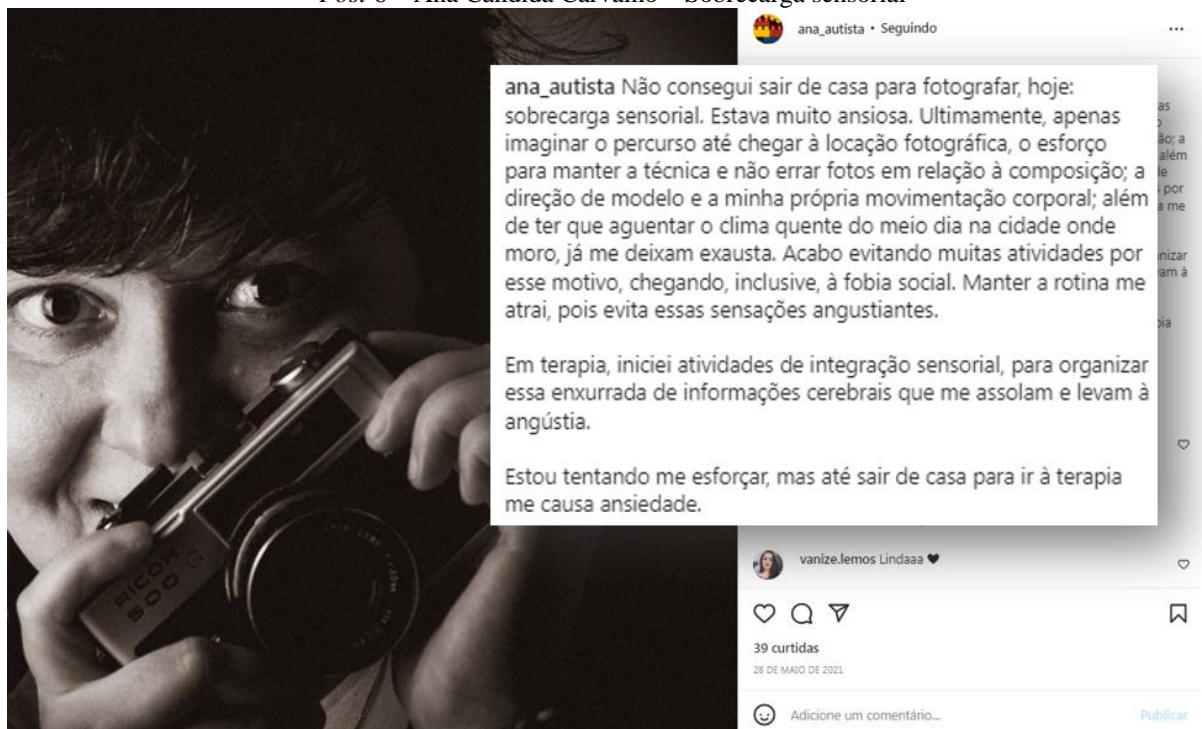 Post 6 – Ana Cândida Carvalho – Sobrecarga sensorial
ana_autista • Seguindo
ana_autista Não consegui sair de casa para fotografar, hoje:
sobrecarga sensorial. Estava muito ansiosa. Ultimamente, apenas
imaginar o percurso até chegar à locação fotográfica, o esforço
para manter a técnica e não errar fotos em relação à composição; a
direção de modelo e a minha própria movimentação corporal; além
de ter que aguentar o clima quente do meio dia na cidade onde
moro, já me deixam exausta. Acabo evitando muitas atividades por
esse motivo, chegando, inclusive, à fobia social. Manter a rotina me
atrai, pois evita essas sensações angustiantes.
Em terapia, iniciei atividades de integração sensorial, para organizar
essa enxurrada de informações cerebrais que me assolam e levam à
angústia.
Estou tentando me esforçar, mas até sair de casa para ir à terapia
me causa ansiedade.
vanize.lemos Lindaaa 🖤
39 curtidas
28 DE MAIO DE 2021
Adicione um comentário...
Publicar
RICOH
500 G